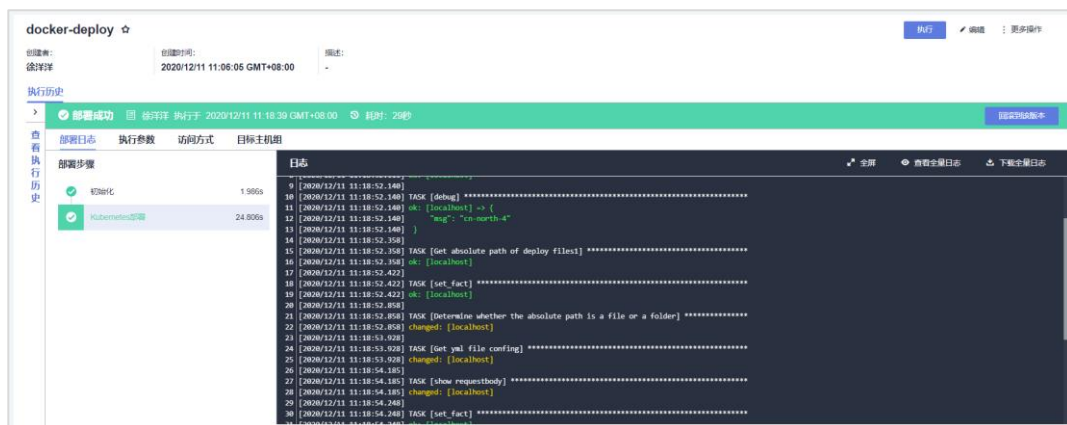 docker-deploy
执行 编辑 更多操作
创建者: 创建时间: 描述:
徐洋洋 2020/12/11 11:06:05 GMT+08:00 -
执行历史
部署成功 徐洋洋 执行于 2020/12/11 11:18:39 GMT+08:00 耗时: 29秒 回滚到该版本
查看执行历史
部署日志 执行参数 访问方式 目标主机组
部署步骤
初始化 1.986s
Kubernetes部署 24.806s
日志 全屏 查看全量日志 下载全量日志
9 [2020/12/11 11:18:52.140]
10 [2020/12/11 11:18:52.140] TASK [debug] ****************************************************************
11 [2020/12/11 11:18:52.140] ok: [localhost] => {
12 [2020/12/11 11:18:52.140] "msg": "cn-north-4"
13 [2020/12/11 11:18:52.140] }
14 [2020/12/11 11:18:52.358]
15 [2020/12/11 11:18:52.358] TASK [Get absolute path of deploy files1] ************************************
16 [2020/12/11 11:18:52.358] ok: [localhost]
17 [2020/12/11 11:18:52.422]
18 [2020/12/11 11:18:52.422] TASK [set_fact] *************************************************************
19 [2020/12/11 11:18:52.422] ok: [localhost]
20 [2020/12/11 11:18:52.858]
21 [2020/12/11 11:18:52.858] TASK [Determine whether the absolute path is a file or a folder] ***************
22 [2020/12/11 11:18:52.858] changed: [localhost]
23 [2020/12/11 11:18:53.928]
24 [2020/12/11 11:18:53.928] TASK [Get yml file confing] **************************************************
25 [2020/12/11 11:18:53.928] changed: [localhost]
26 [2020/12/11 11:18:54.185]
27 [2020/12/11 11:18:54.185] TASK [show requestbody] ******************************************************
28 [2020/12/11 11:18:54.185] changed: [localhost]
29 [2020/12/11 11:18:54.248]
30 [2020/12/11 11:18:54.248] TASK [set_fact] *************************************************************